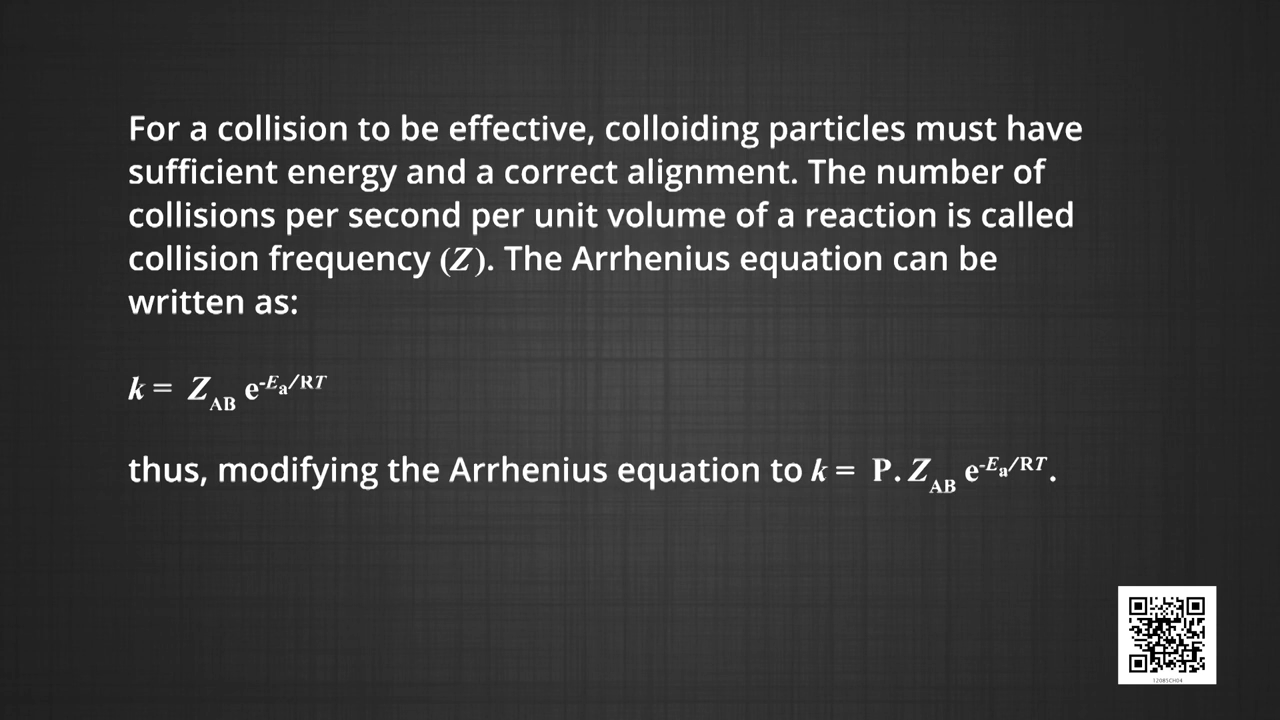 For a collision to be effective, colloiding particles must have
sufficient energy and a correct alignment. The number of
collisions per second per unit volume of a reaction is called
collision frequency (Z). The Arrhenius equation can be
written as:
k = Z_AB e^-Ea/RT
thus, modifying the Arrhenius equation to k = P. Z_AB e^-Ea/RT.
12085CH04